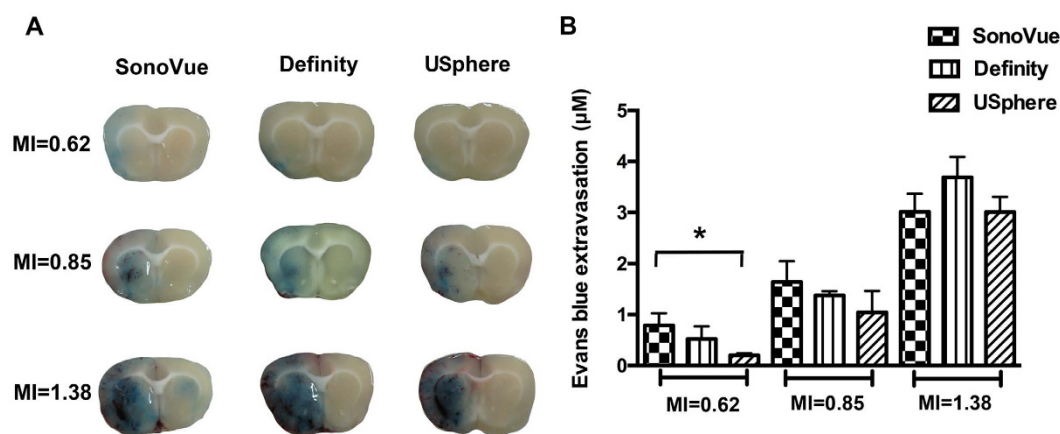 A
SonoVue Definity USphere
MI=0.62
MI=0.85
MI=1.38
B
SonoVue
Definity
USphere
Evans blue extravasation (μM)
5
4
3
2
1
0
*
MI=0.62 MI=0.85 MI=1.38